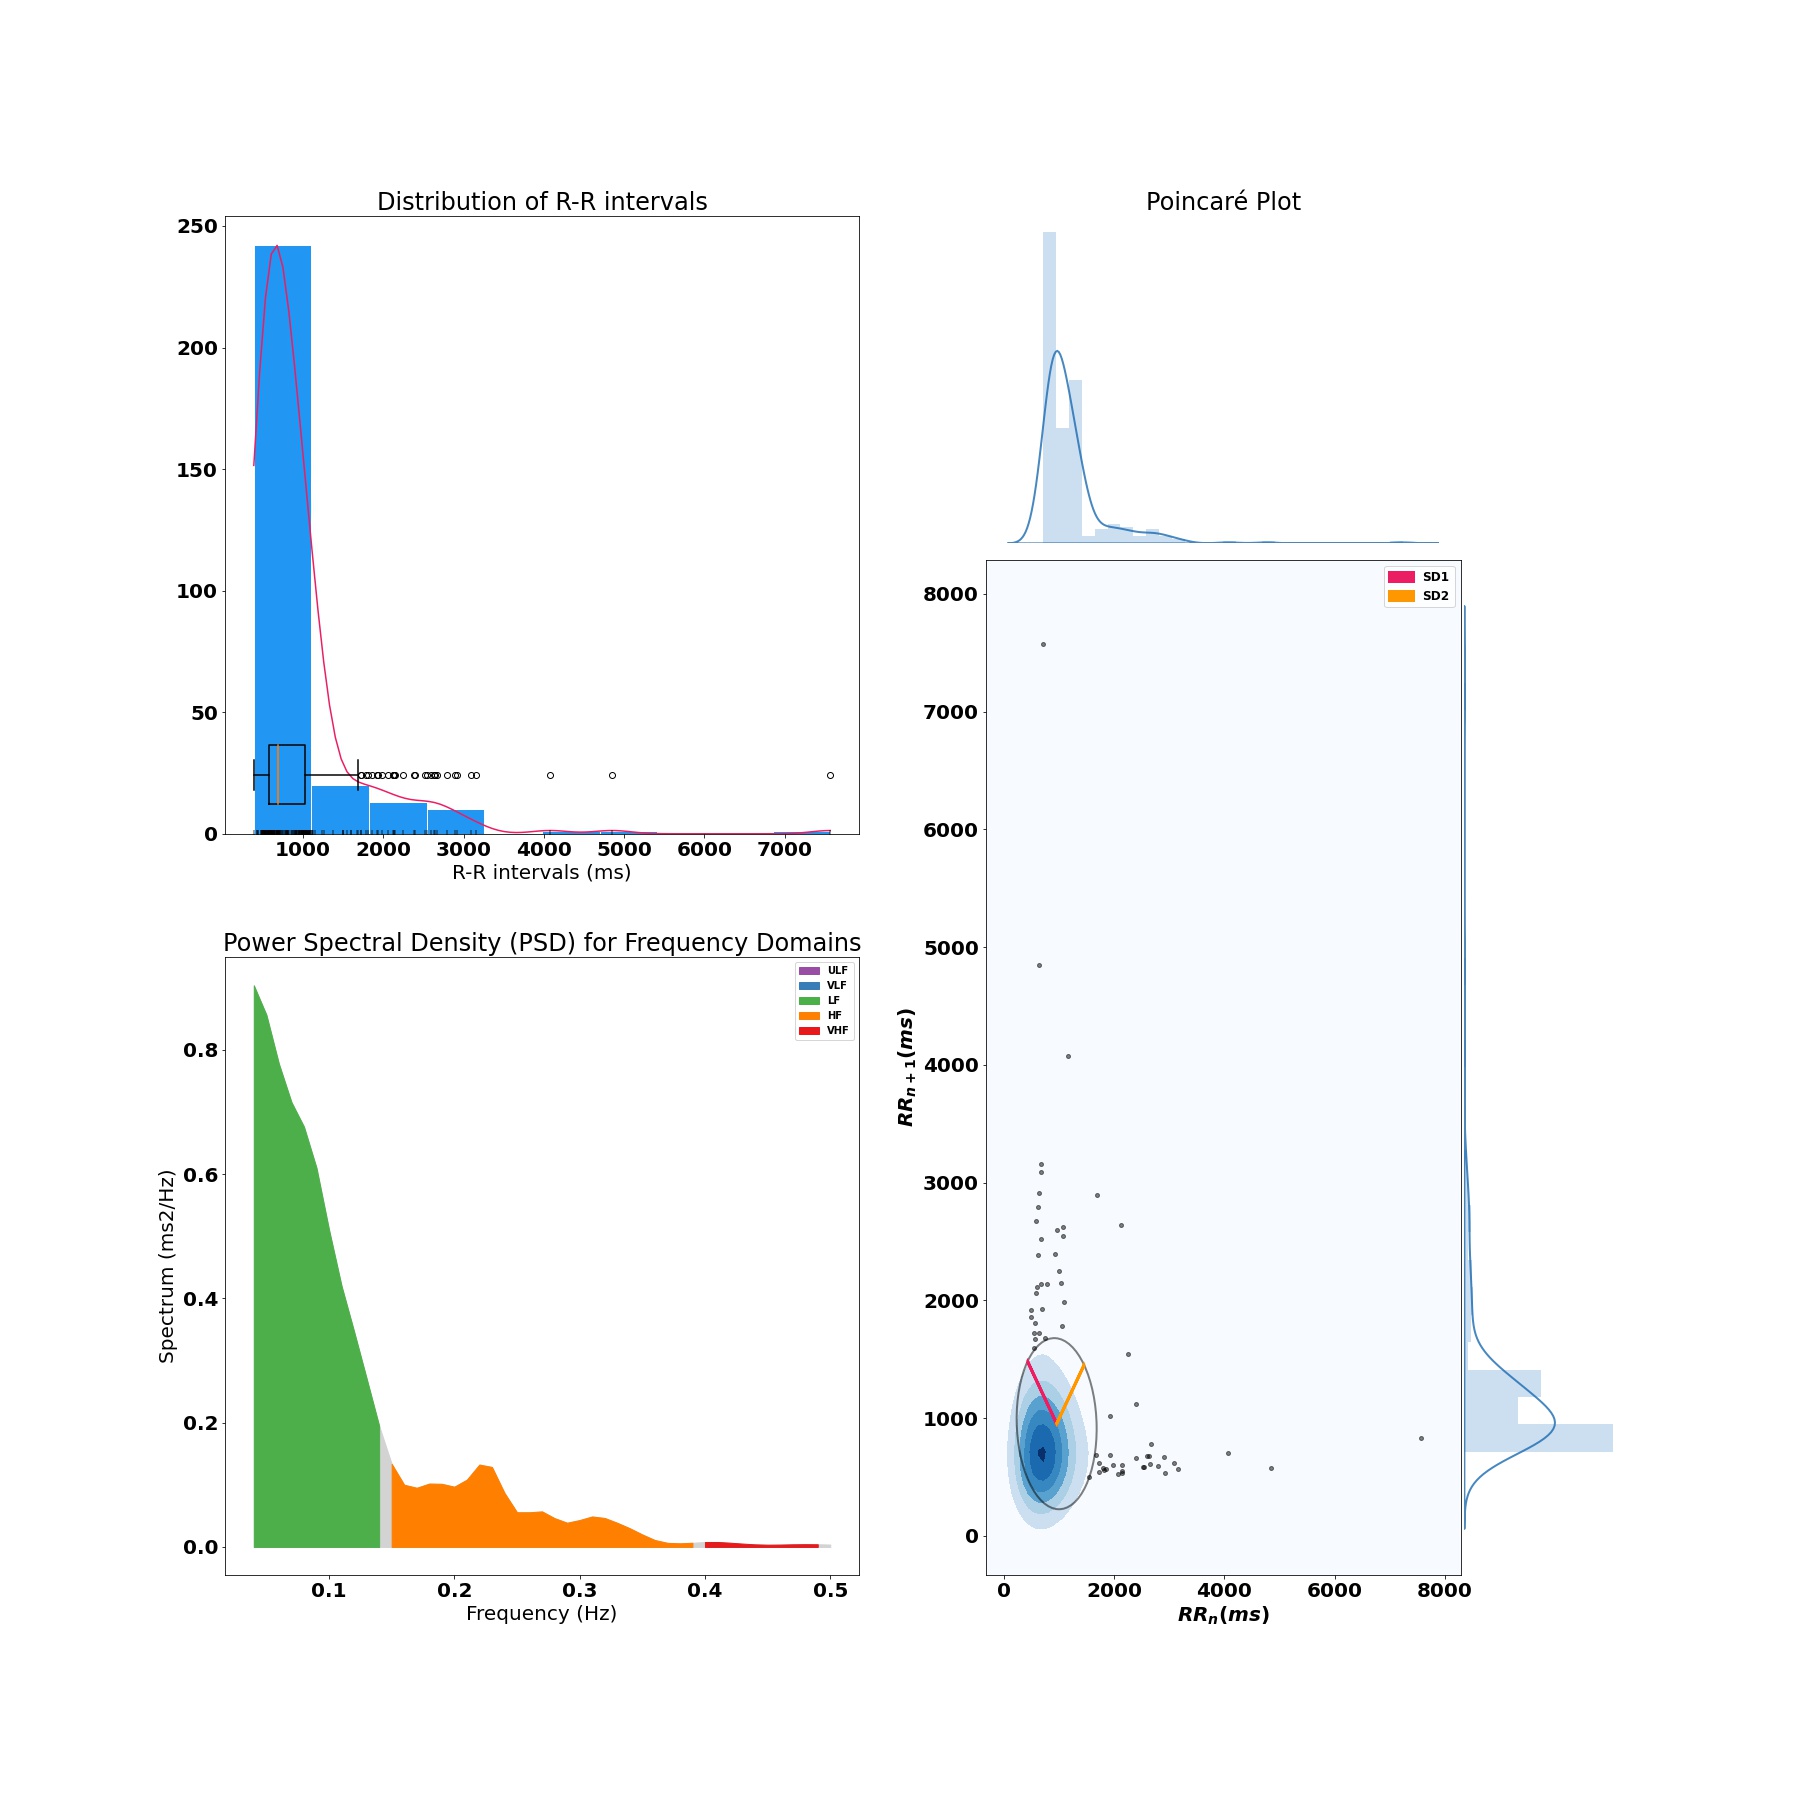 Distribution of R-R intervals
250
200
150
100
50
0
1000 2000 3000 4000 5000 6000 7000
R-R intervals (ms)
Power Spectral Density (PSD) for Frequency Domains
ULF
VLF
LF
HF
VHF
Spectrum (ms2/Hz)
0.8
0.6
0.4
0.2
0.0
0.1 0.2 0.3 0.4 0.5
Frequency (Hz)
Poincaré Plot
SD1
SD2
RRn+1(ms)
8000
7000
6000
5000
4000
3000
2000
1000
0
0 2000 4000 6000 8000
RRn(ms)